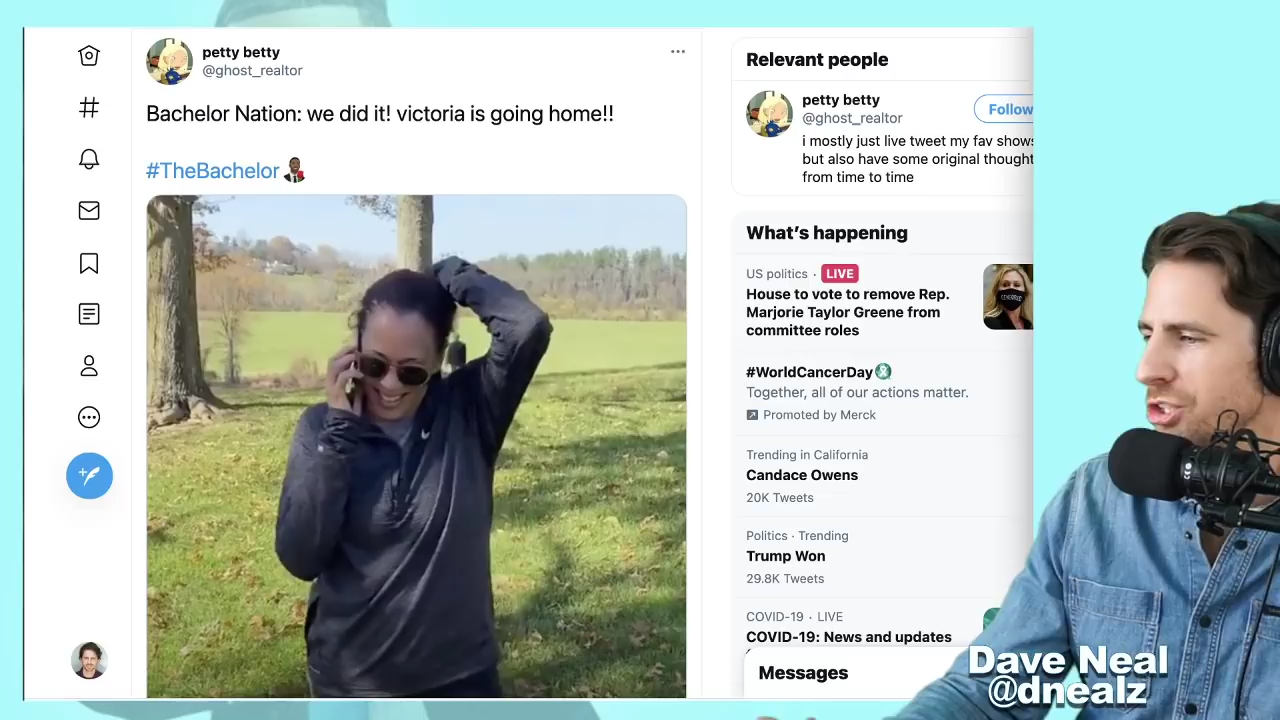 petty betty
@ghost_realtor
Bachelor Nation: we did it! victoria is going home!!
#TheBachelor
Relevant people
petty betty
@ghost_realtor
Follow
i mostly just live tweet my fav shows
but also have some original thought
from time to time
What's happening
US politics · LIVE
House to vote to remove Rep.
Marjorie Taylor Greene from
committee roles
#WorldCancerDay
Together, all of our actions matter.
Promoted by Merck
Trending in California
Candace Owens
20K Tweets
Politics · Trending
Trump Won
29.8K Tweets
COVID-19 · LIVE
COVID-19: News and updates
Messages
Dave Neal
@dnealz